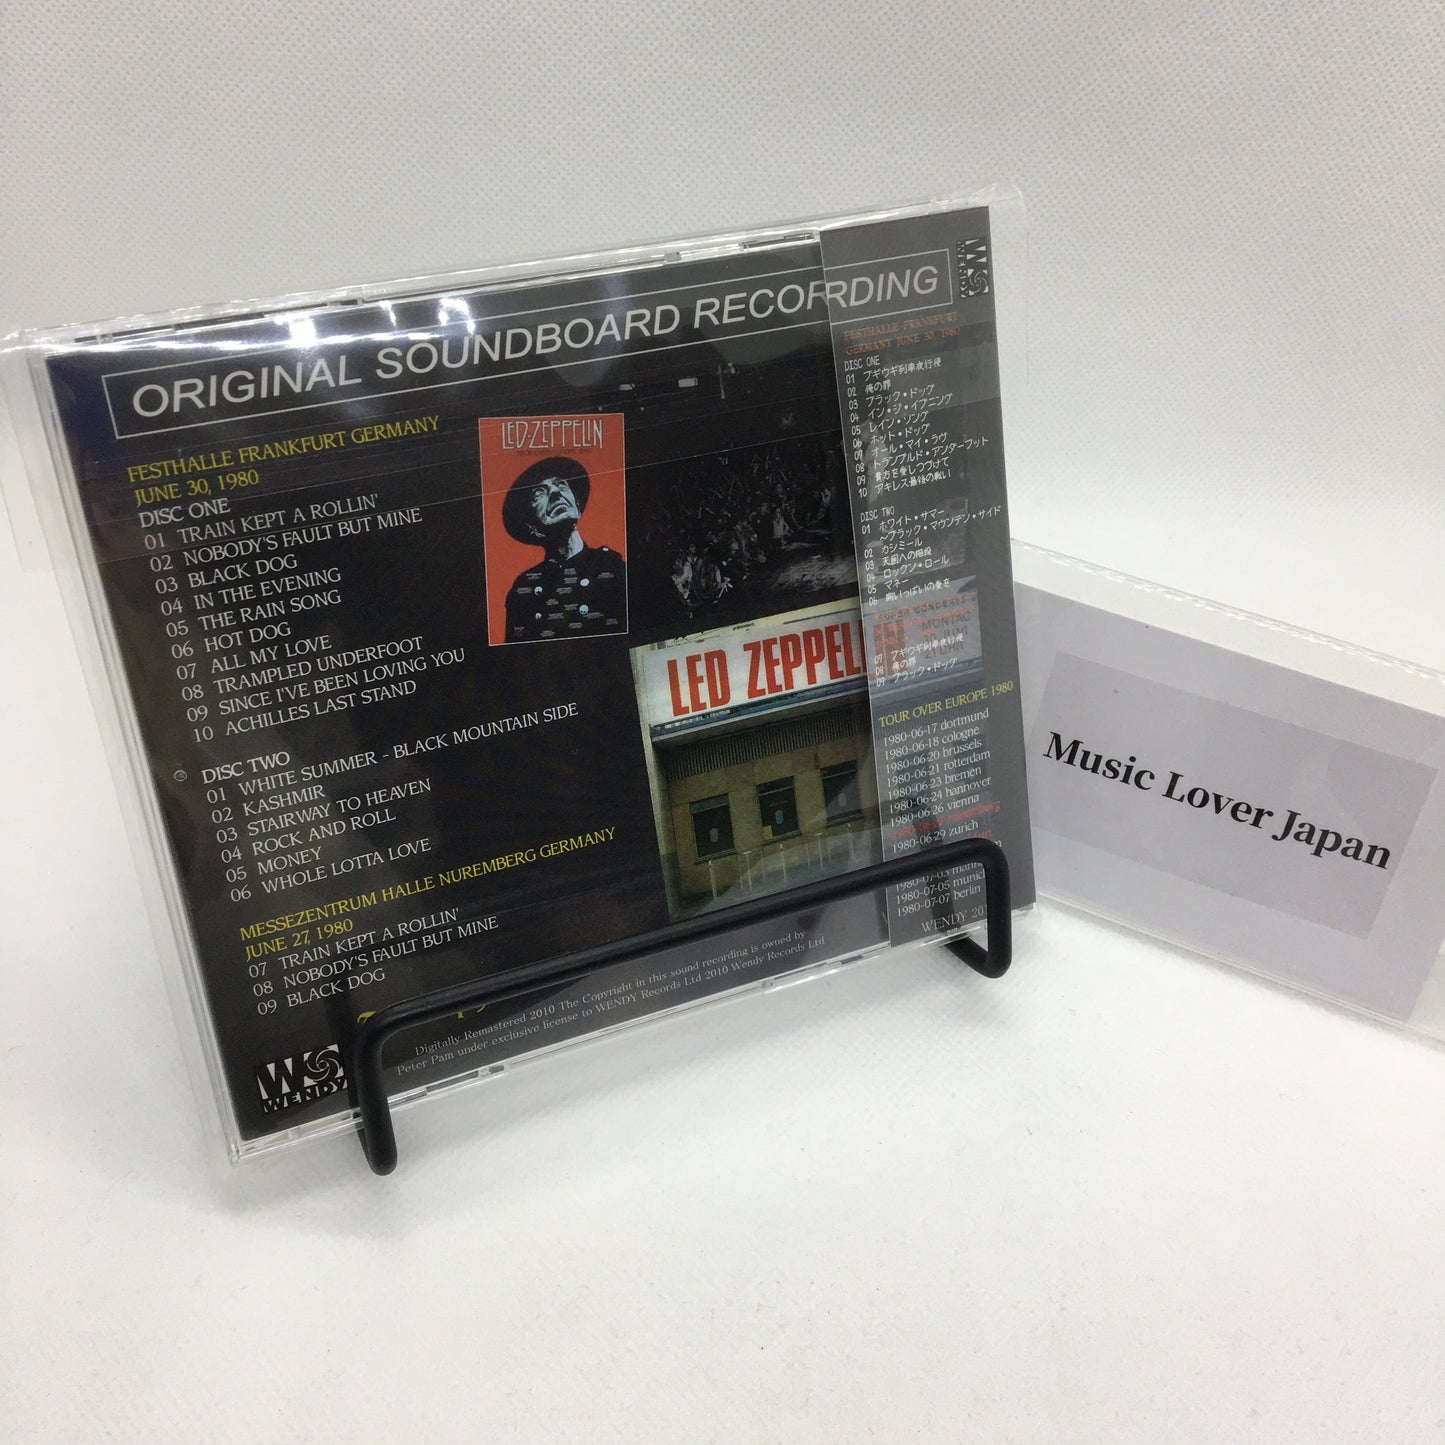 ORIGINAL SOUNDBOARD RECORDING
FESTHALLE FRANKFURT GERMANY
JUNE 30, 1980
DISC ONE
01 TRAIN KEPT A ROLLIN'
02 NOBODY'S FAULT BUT MINE
03 BLACK DOG
04 IN THE EVENING
05 THE RAIN SONG
06 HOT DOG
07 ALL MY LOVE
08 TRAMPLED UNDERFOOT
09 SINCE I'VE BEEN LOVING YOU
10 ACHILLES LAST STAND
DISC TWO
01 WHITE SUMMER - BLACK MOUNTAIN SIDE
02 KASHMIR
03 STAIRWAY TO HEAVEN
04 ROCK AND ROLL
05 MONEY
06 WHOLE LOTTA LOVE
MESSEZENTRUM HALLE NUREMBERG GERMANY
JUNE 27, 1980
07 TRAIN KEPT A ROLLIN'
08 NOBODY'S FAULT BUT MINE
09 BLACK DOG
Digitally Remastered 2010 The Copyright in this sound recording is owned by
Peter Pam under exclusive license to WENDY Records Ltd 2010 Wendy Records Ltd
WENDY
LED-ZEPPELIN
LED ZEPPELI
SUPER CONCERTS
MONTAG
JUNI
21 UHR
WENDY
FESTHALLE FRANKFURT
GERMANY JUNE 30, 1980
DISC ONE
01 ブギウギ列車夜行便
02 俺の罪
03 ブラック・ドッグ
04 イン・ジ・イブニング
05 レイン・ソング
06 ホット・ドッグ
07 オール・マイ・ラヴ
08 トランプルド・アンダーフット
09 貴方を愛しつづけて
10 アキレス最後の戦い
DISC TWO
01 ホワイト・サマー
～ブラック・マウンテン・サイド
02 カシミール
03 天国への階段
04 ロックン・ロール
05 マネー
06 胸いっぱいの愛を
07 ブギウギ列車夜行便
08 俺の罪
09 ブラック・ドッグ
TOUR OVER EUROPE 1980
1980-06-17 dortmund
1980-06-18 cologne
1980-06-20 brussels
1980-06-21 rotterdam
1980-06-23 bremen
1980-06-24 hannover
1980-06-26 vienna
1980-06-29 zurich
1980-07-03
1980-07-05 munich
1980-07-07 berlin
WENDY
Music Lover Japan